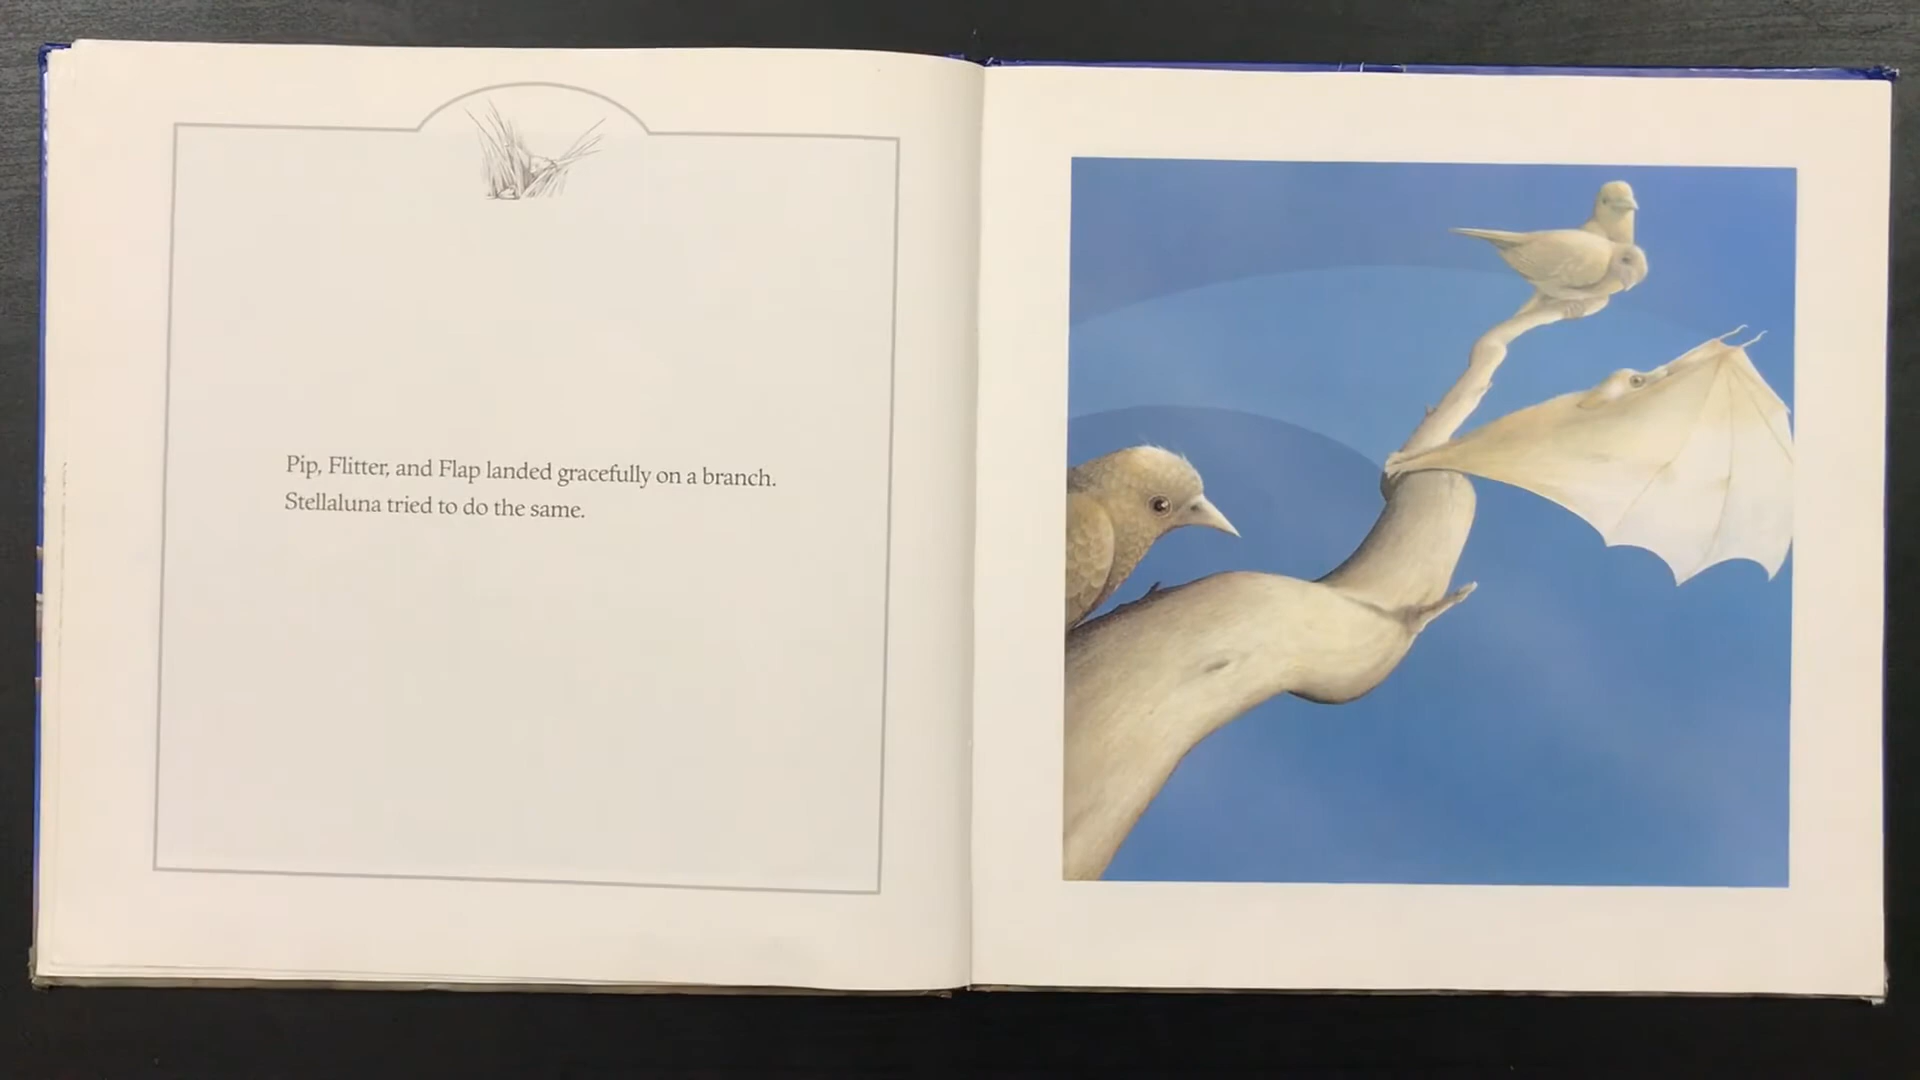 Pip, Flitter, and Flap landed gracefully on a branch.
Stellaluna tried to do the same.